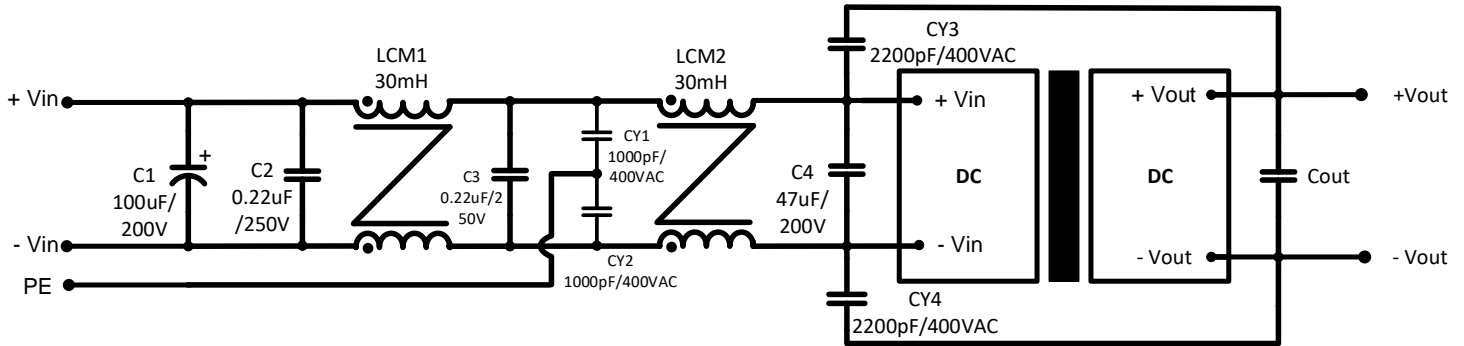 CY3
2200pF/400VAC
LCM1
30mH
LCM2
30mH
+ Vin
+ Vin
+ Vout
+Vout
+
C1
100uF/
200V
C2
0.22uF
/250V
C3
0.22uF/2
50V
CY1
1000pF/
400VAC
C4
47uF/
200V
DC
DC
Cout
- Vin
- Vin
- Vout
- Vout
CY2
1000pF/400VAC
PE
CY4
2200pF/400VAC